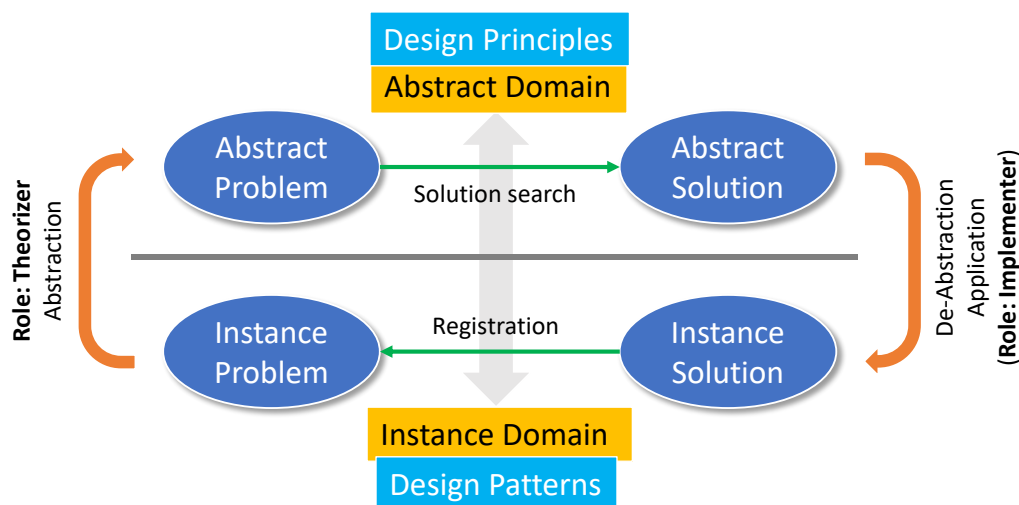 Design Principles
Abstract Domain
Abstract
Problem
Solution search
Abstract
Solution
Role: Theorizer
Abstraction
De-Abstraction
Application
(Role: Implementer)
Instance
Problem
Registration
Instance
Solution
Instance Domain
Design Patterns